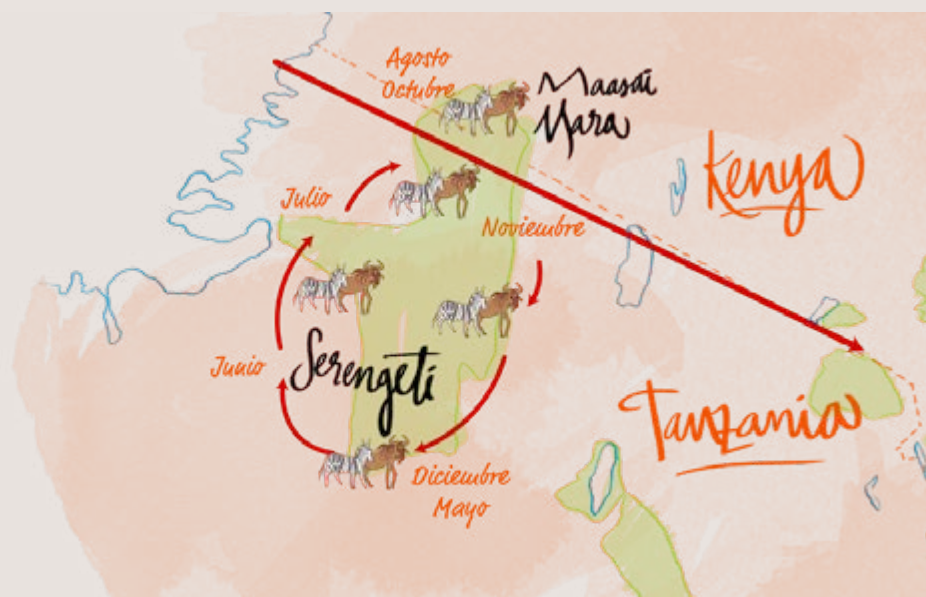 Agosto
Octubre
Maasai
Mara
Kenya
Julio
Noviembre
Junio
Serengeti
Tanzania
Diciembre
Mayo